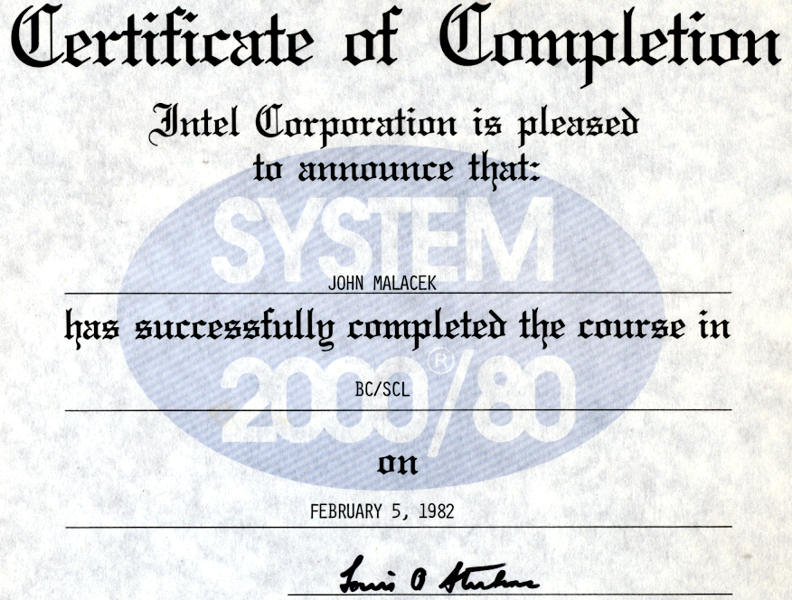 Certificate of Completion
Intel Corporation is pleased
to announce that:
SYSTEM
JOHN MALACEK
has successfully completed the course in
2000®/80
BC/SCL
on
FEBRUARY 5, 1982